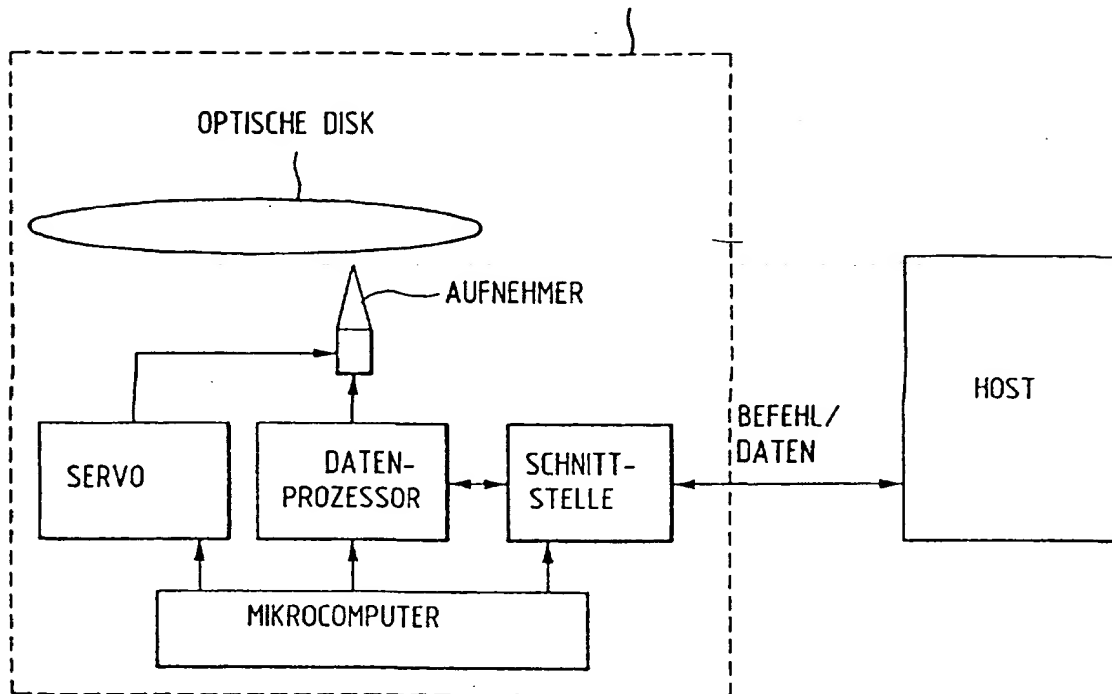 OPTISCHE DISK
AUFNEHMER
SERVO
DATEN-
PROZESSOR
SCHNITT-
STELLE
BEFEHL/
DATEN
HOST
MIKROCOMPUTER